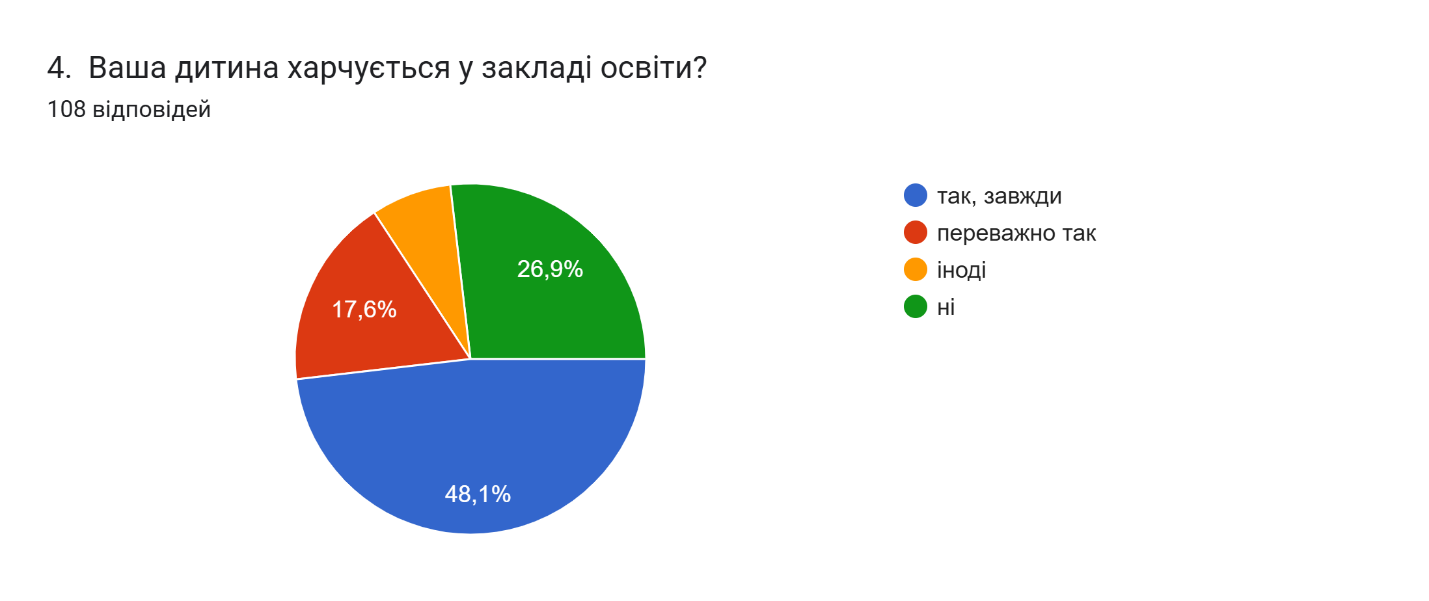 4. Ваша дитина харчується у закладі освіти?
108 відповідей
так, завжди
переважно так
іноді
ні
26,9%
17,6%
48,1%